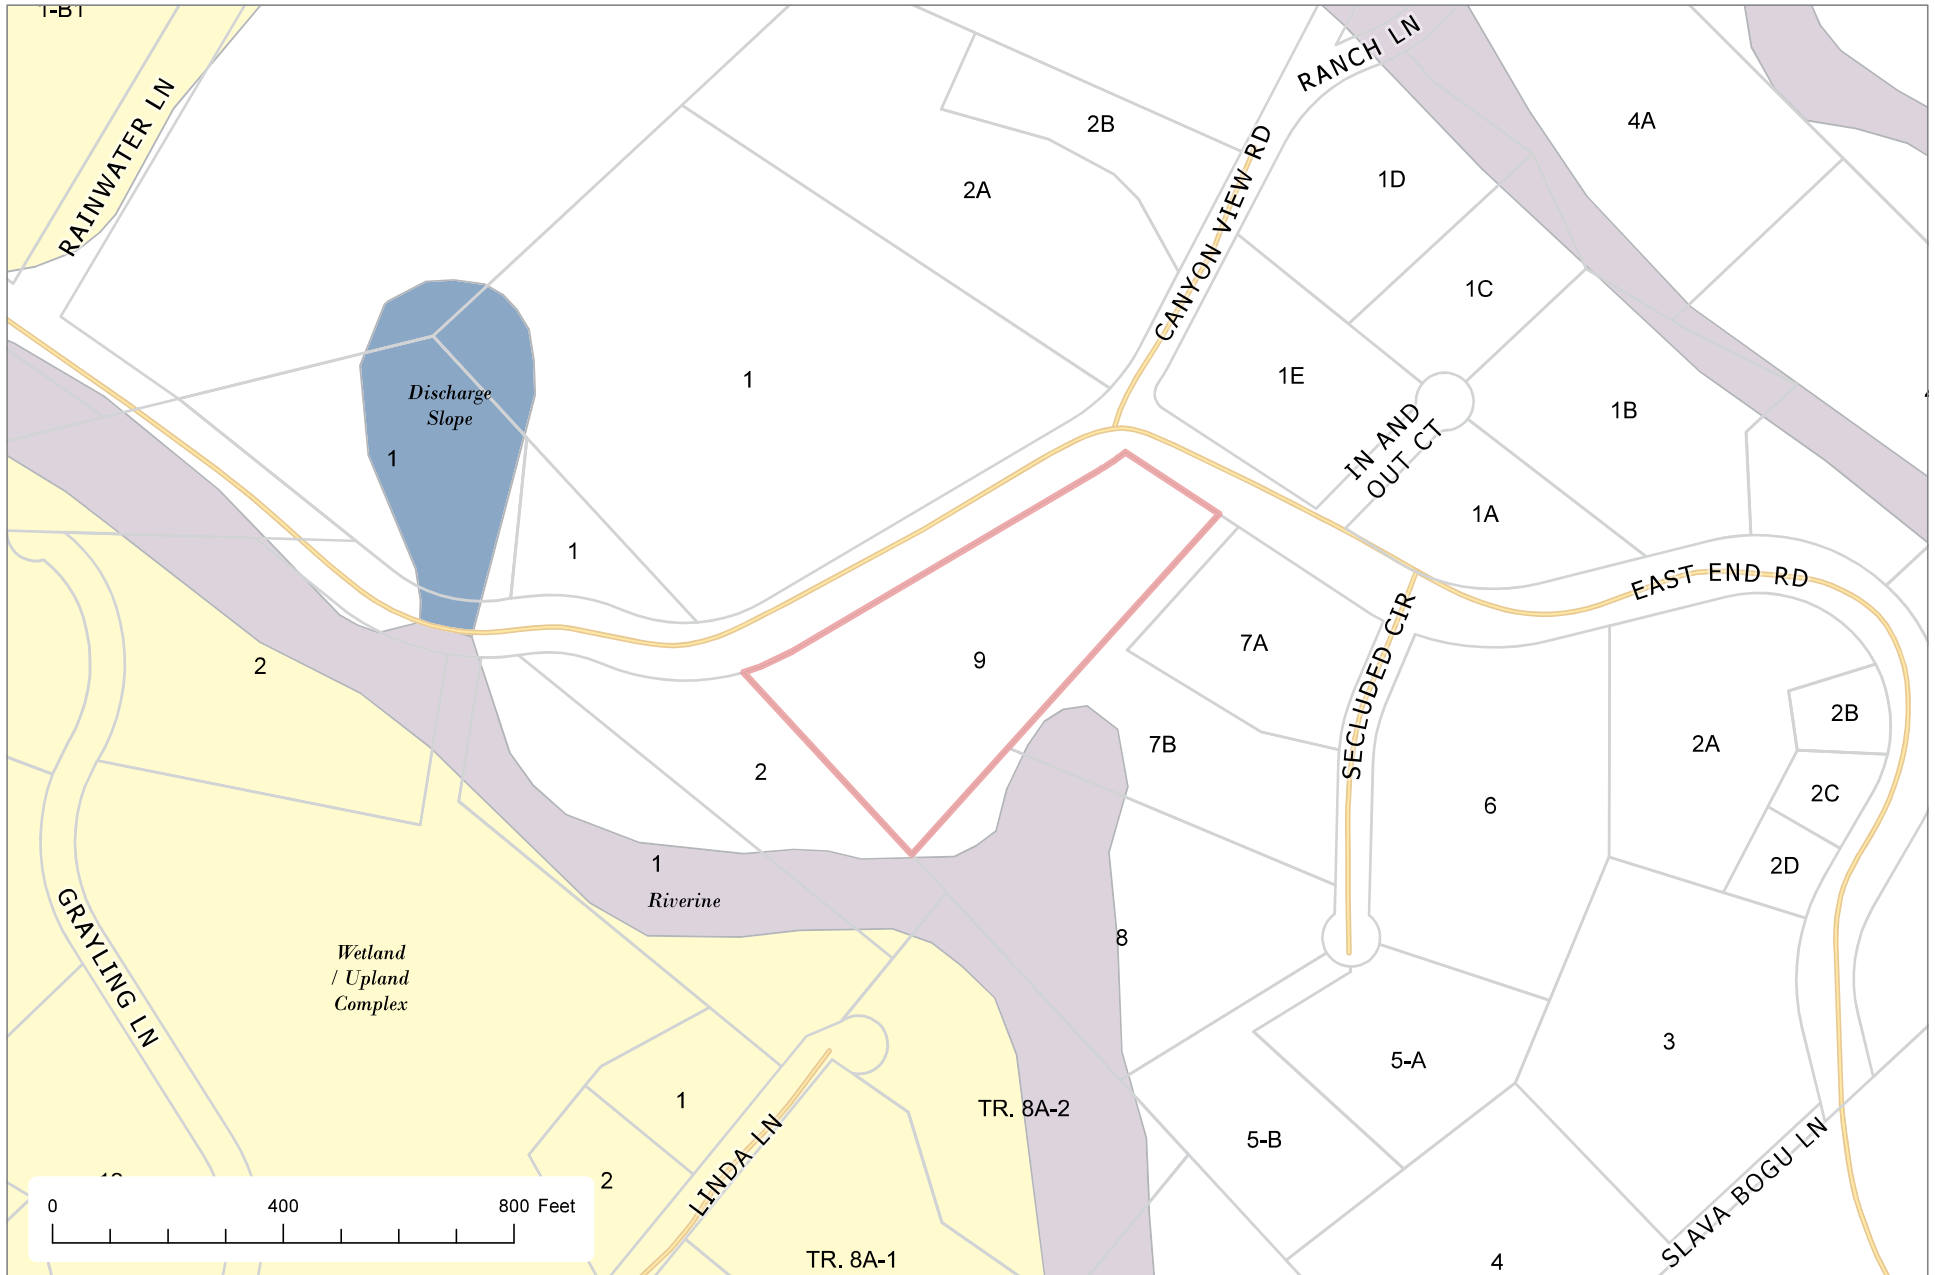 1-B1
RANCH LN
4A
2B
RAINWATER LN
1D
2A
CANYON VIEW RD
1C
1E
1
Discharge
Slope
1B
1
IN AND
OUT CT
1A
1
EAST END RD
SECLUDED CIR
7A
9
2
2B
7B
2A
2
2C
6
1
2D
Riverine
8
GRAYLING LN
Wetland
/ Upland
Complex
3
5-A
1
TR. 8A-2
LINDA LN
5-B
2
SLAVA BOGU LN
0 400 800 Feet
TR. 8A-1
4